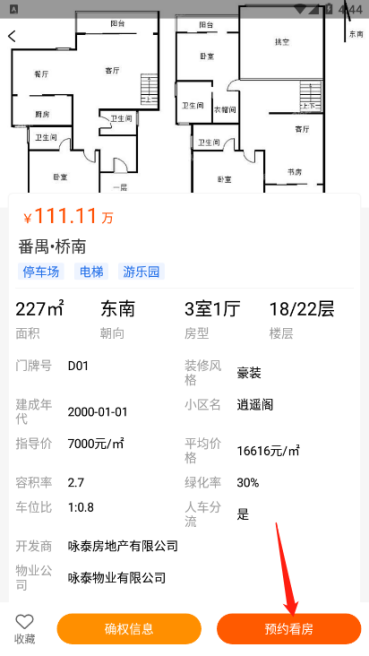 4:44
东南
阳台
餐厅
客厅
厨房
卫生间
卫生间
卧室
一层
阳台
卧室
挑空
卫生间
衣帽间
上下
客厅
卫生间
卧室
书房
¥111.11 万
番禺•桥南
停车场 电梯 游乐园
227㎡ 东南 3室1厅 18/22层
面积 朝向 房型 楼层
门牌号 D01 装修风格 豪装
建成年代 2000-01-01 小区名 逍遥阁
指导价 7000元/㎡ 平均价格 16616元/㎡
容积率 2.7 绿化率 30%
车位比 1:0.8 人车分流 是
开发商 咏泰房地产有限公司
物业公司 咏泰物业有限公司
收藏 确权信息 预约看房